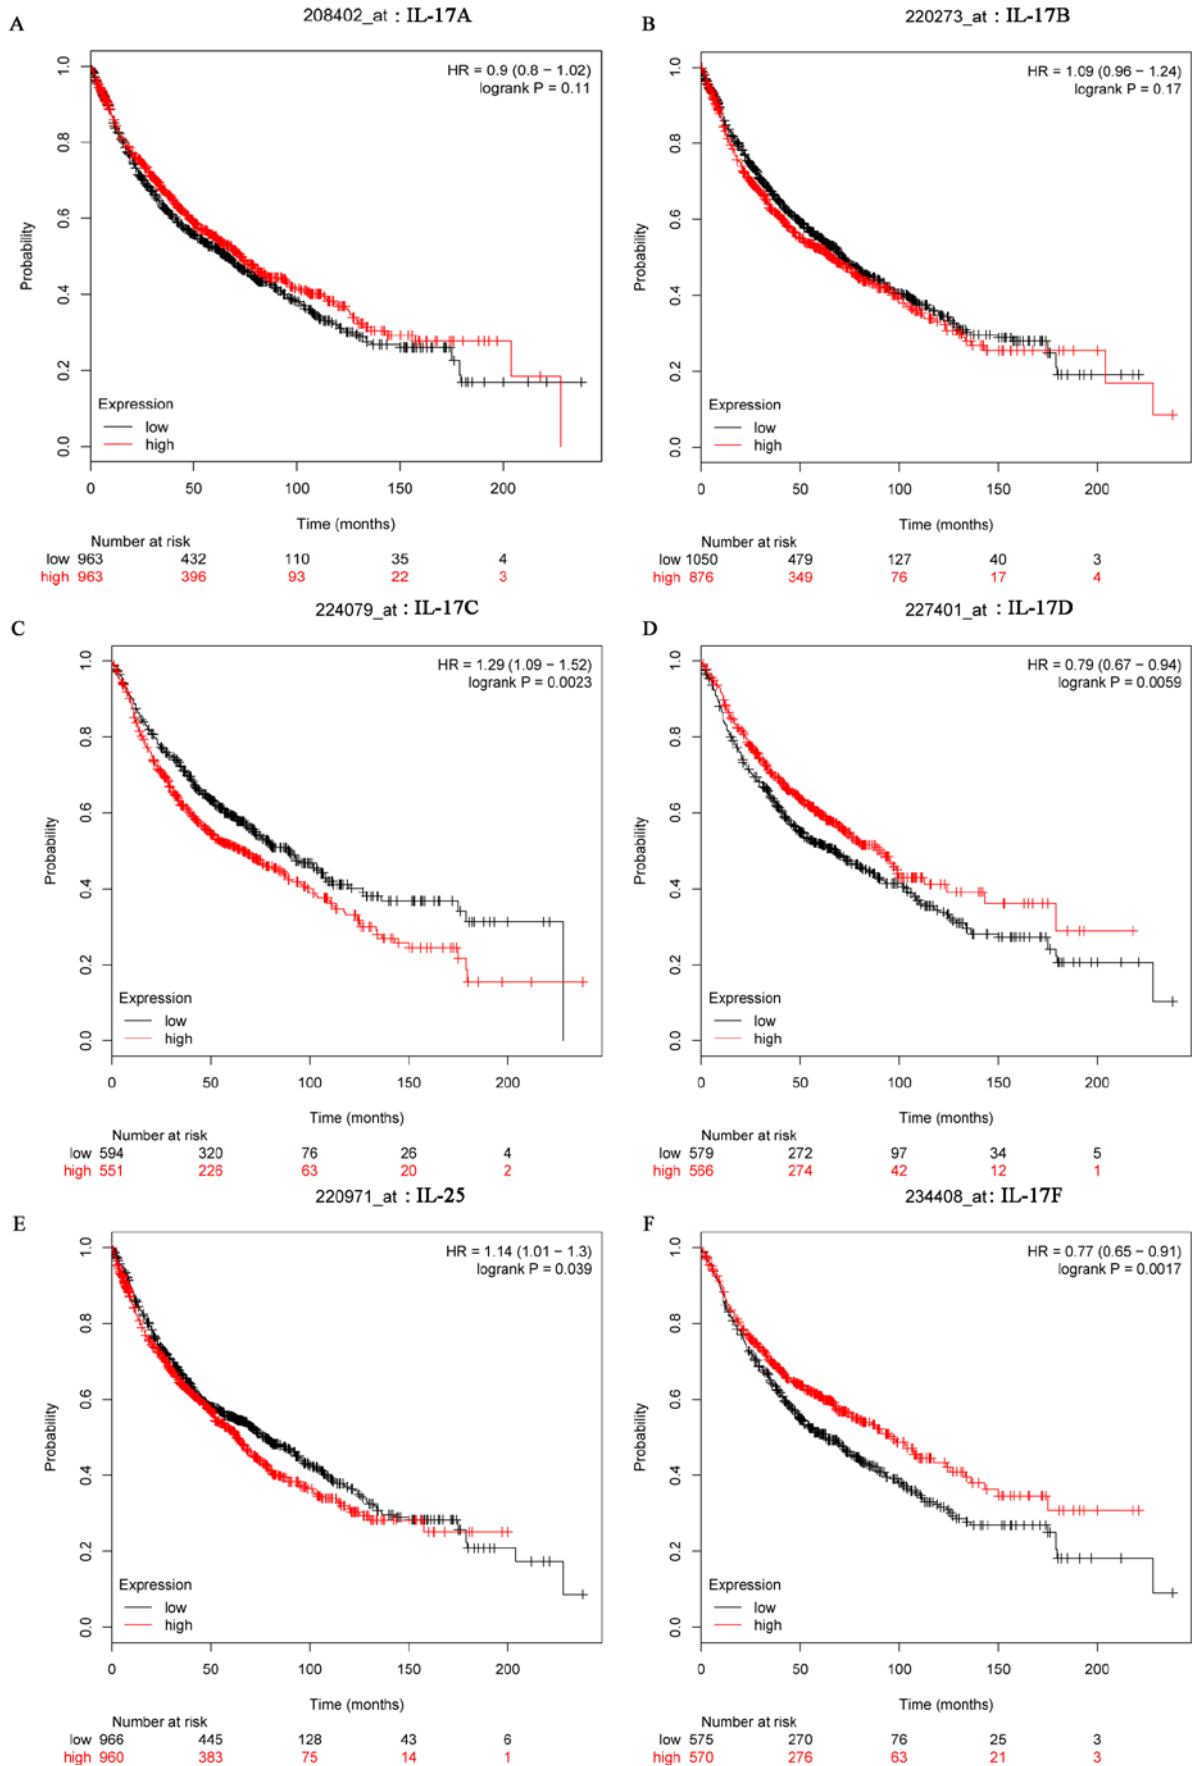 A
208402_at : IL-17A
HR = 0.9 (0.8 − 1.02)
logrank P = 0.11
Probability
1.0
0.8
0.6
0.4
0.2
0.0
Expression
low
high
0 50 100 150 200
Time (months)
Number at risk
low 963 432 110 35 4
high 963 396 93 22 3
B
220273_at : IL-17B
HR = 1.09 (0.96 − 1.24)
logrank P = 0.17
Probability
1.0
0.8
0.6
0.4
0.2
0.0
Expression
low
high
0 50 100 150 200
Time (months)
Number at risk
low 1050 479 127 40 3
high 876 349 76 17 4
C
224079_at : IL-17C
HR = 1.29 (1.09 − 1.52)
logrank P = 0.0023
Probability
1.0
0.8
0.6
0.4
0.2
0.0
Expression
low
high
0 50 100 150 200
Time (months)
Number at risk
low 594 320 76 26 4
high 551 226 63 20 2
D
227401_at : IL-17D
HR = 0.79 (0.67 − 0.94)
logrank P = 0.0059
Probability
1.0
0.8
0.6
0.4
0.2
0.0
Expression
low
high
0 50 100 150 200
Time (months)
Number at risk
low 579 272 97 34 5
high 566 274 42 12 1
E
220971_at : IL-25
HR = 1.14 (1.01 − 1.3)
logrank P = 0.039
Probability
1.0
0.8
0.6
0.4
0.2
0.0
Expression
low
high
0 50 100 150 200
Time (months)
Number at risk
low 966 445 128 43 6
high 960 383 75 14 1
F
234408_at: IL-17F
HR = 0.77 (0.65 − 0.91)
logrank P = 0.0017
Probability
1.0
0.8
0.6
0.4
0.2
0.0
Expression
low
high
0 50 100 150 200
Time (months)
Number at risk
low 575 270 76 25 3
high 570 276 63 21 3